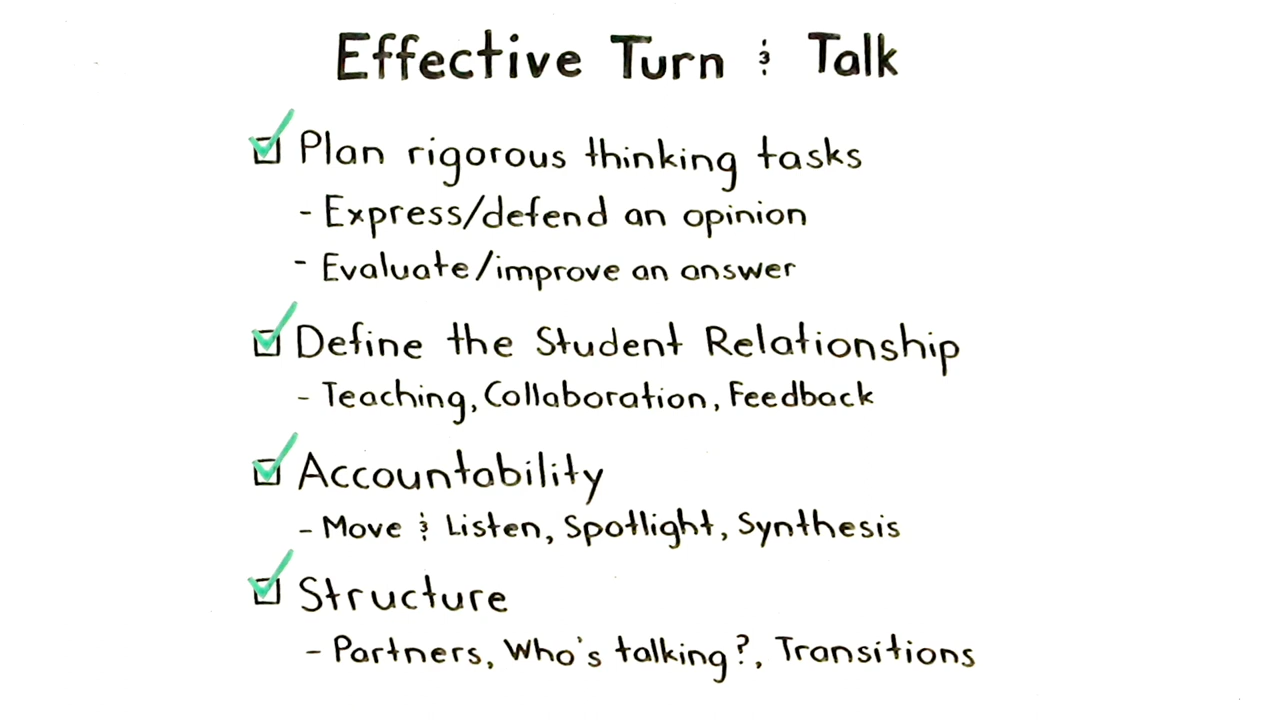 Effective Turn & Talk
Plan rigorous thinking tasks
- Express/defend an opinion
- Evaluate/improve an answer
Define the Student Relationship
- Teaching, Collaboration, Feedback
Accountability
- Move & Listen, Spotlight, Synthesis
Structure
- Partners, Who's talking?, Transitions